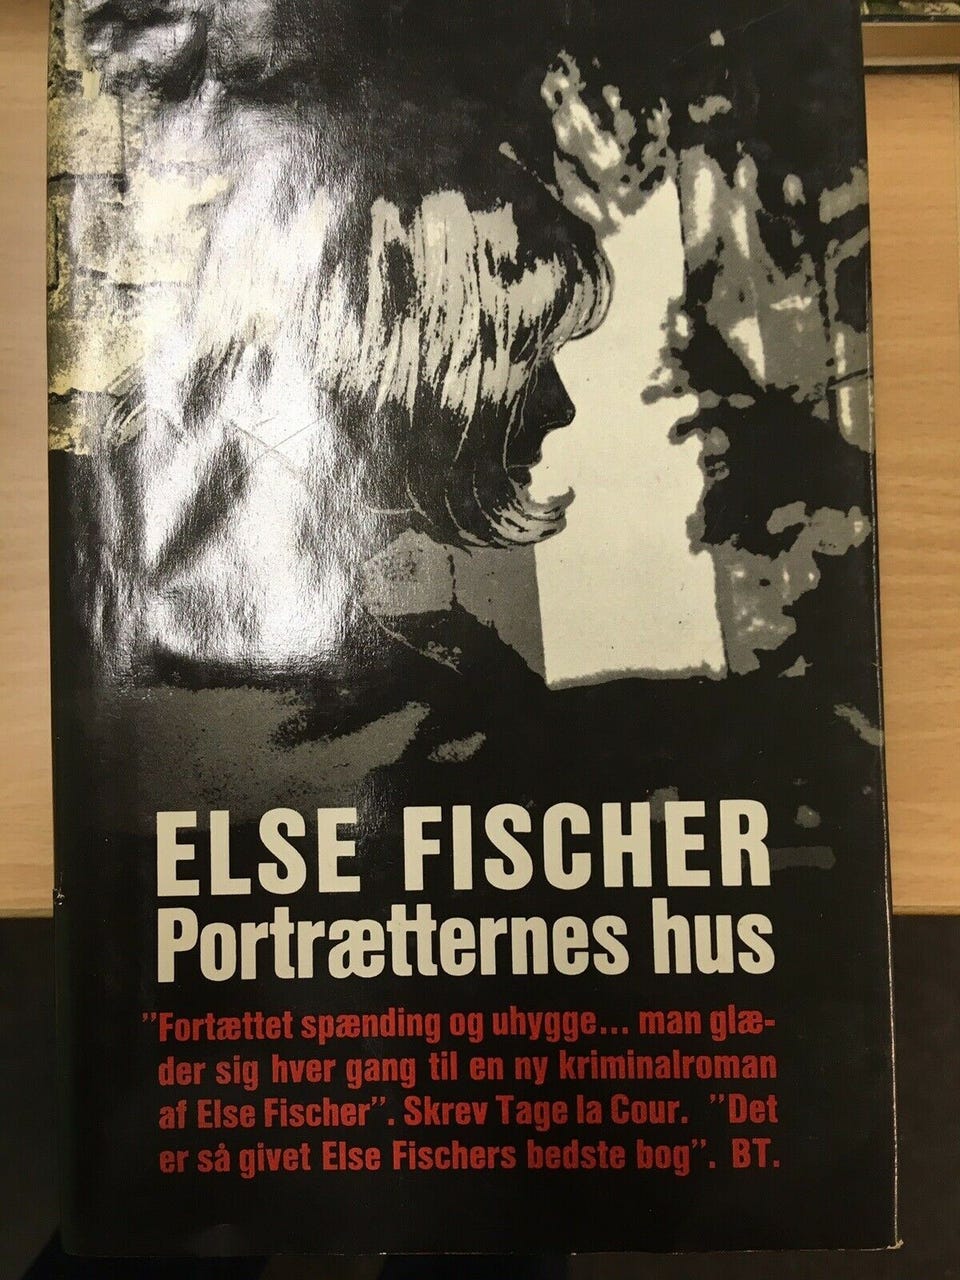 ELSE FISCHER
Portrætternes hus
"Fortættet spænding og uhygge... man glæ-
der sig hver gang til en ny kriminalroman
af Else Fischer". Skrev Tage la Cour. "Det
er så givet Else Fischers bedste bog". BT.